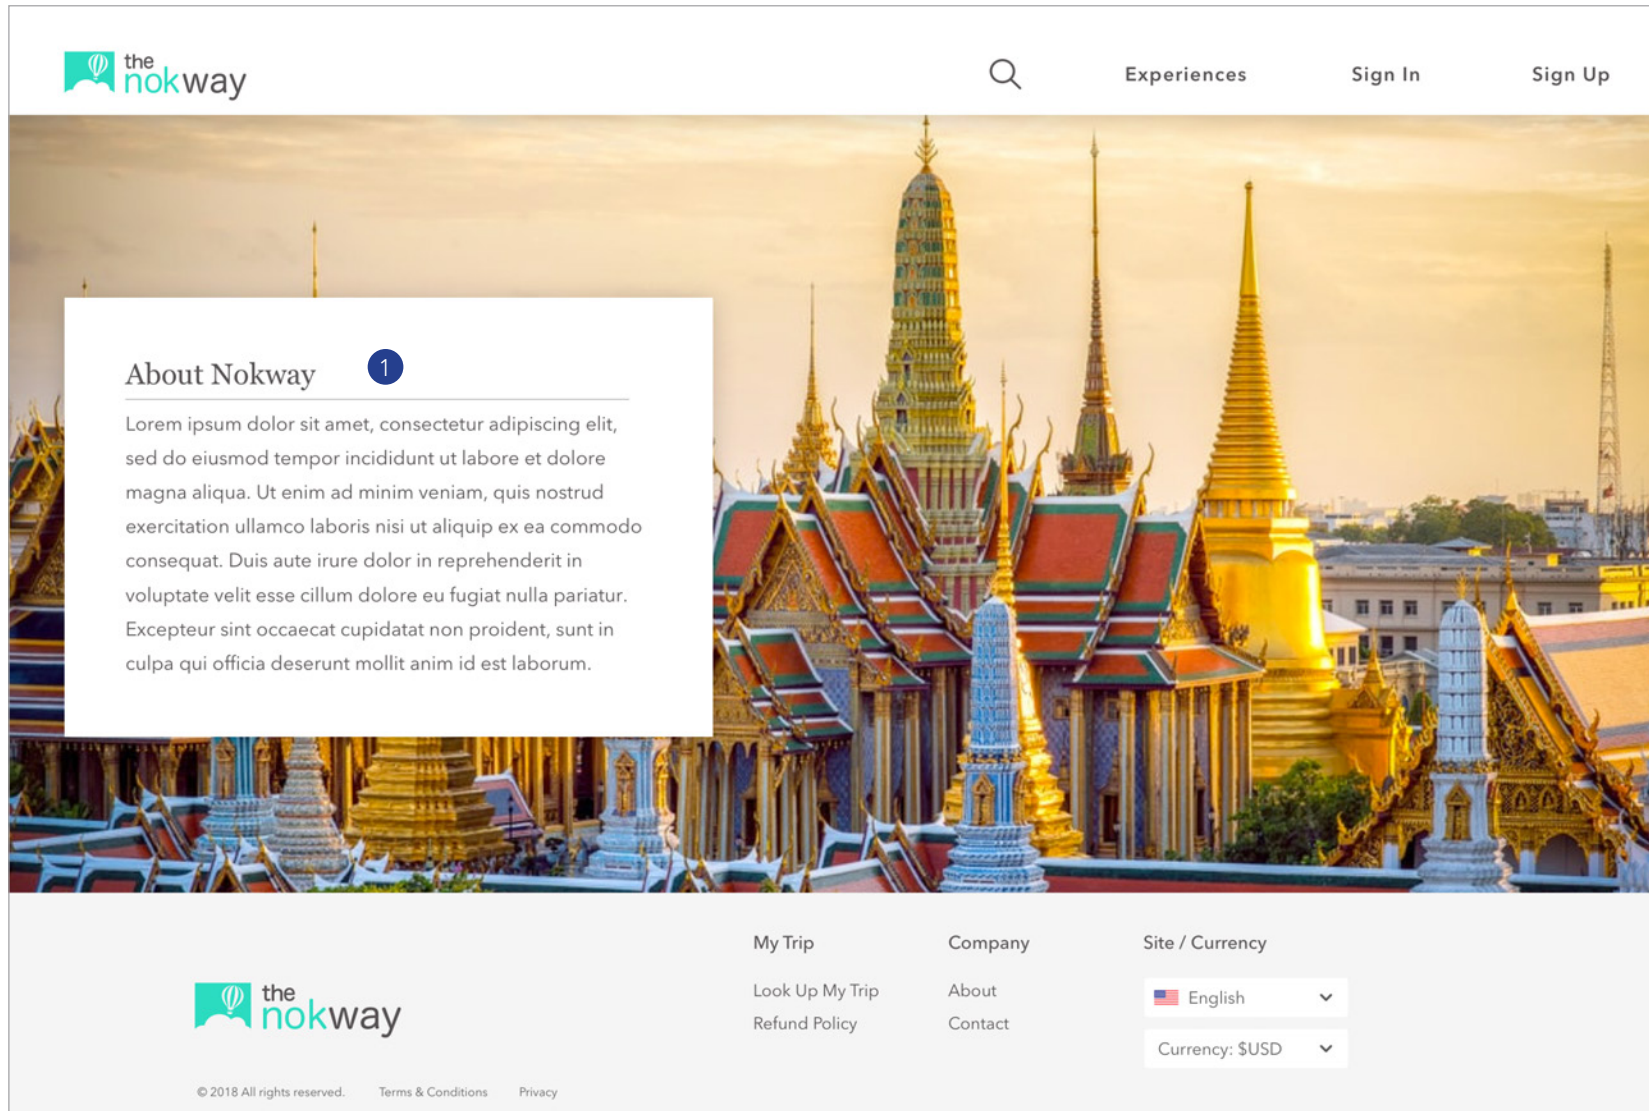 the
nokway
Experiences
Sign In
Sign Up
About Nokway
1
Lorem ipsum dolor sit amet, consectetur adipiscing elit,
sed do eiusmod tempor incididunt ut labore et dolore
magna aliqua. Ut enim ad minim veniam, quis nostrud
exercitation ullamco laboris nisi ut aliquip ex ea commodo
consequat. Duis aute irure dolor in reprehenderit in
voluptate velit esse cillum dolore eu fugiat nulla pariatur.
Excepteur sint occaecat cupidatat non proident, sunt in
culpa qui officia deserunt mollit anim id est laborum.
the
nokway
My Trip
Look Up My Trip
Refund Policy
Company
About
Contact
Site / Currency
English
Currency: $USD
© 2018 All rights reserved.
Terms & Conditions
Privacy